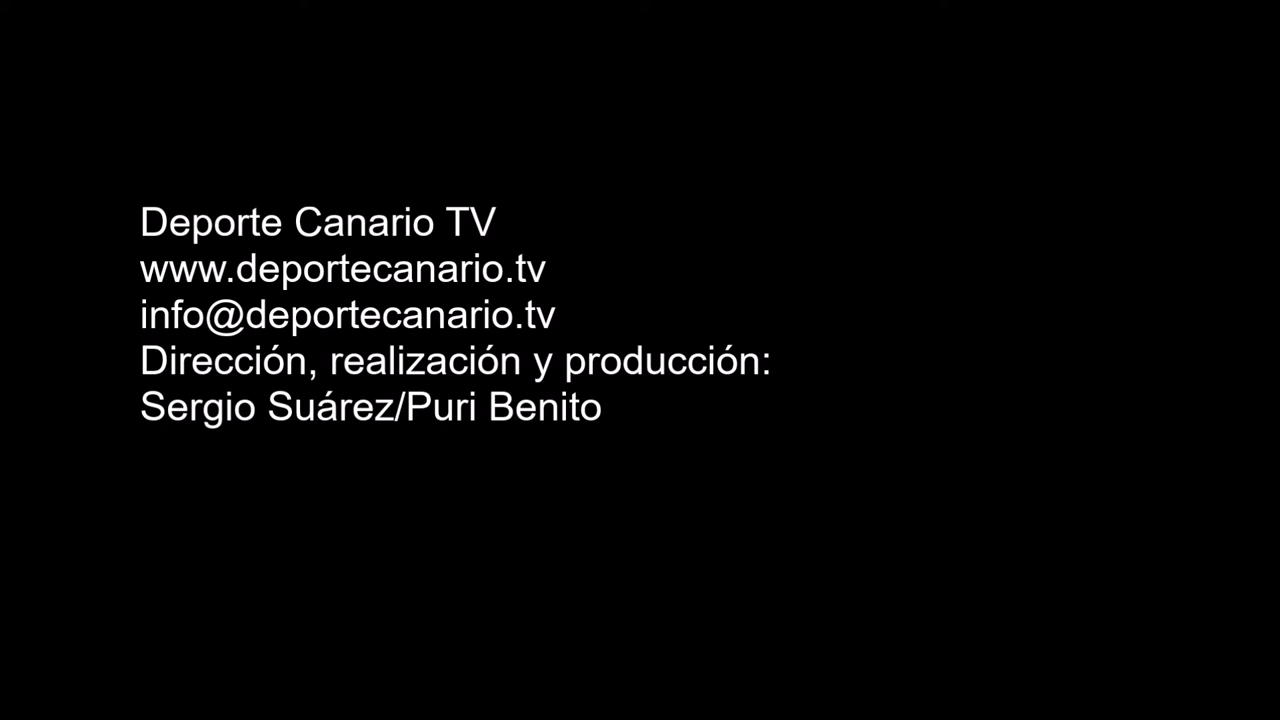 Deporte Canario TV
www.deportecanario.tv
info@deportecanario.tv
Dirección, realización y producción:
Sergio Suárez/Puri Benito